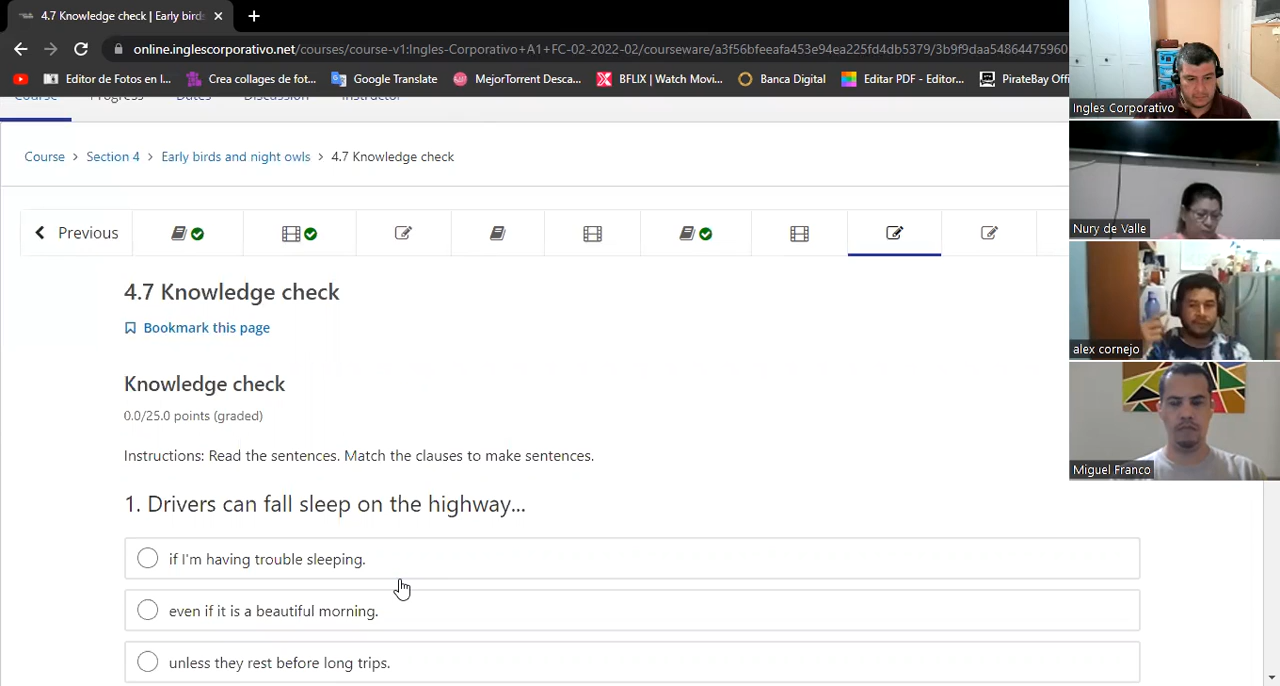 4.7 Knowledge check | Early bird
online.inglescorporativo.net/courses/course-v1:Ingles-Corporativo+A1+FC-02-2022-02/courseware/a3f56bfeeafa453e94ea225fd4db5379/3b9f9daa54864475960
Editor de Fotos en l... Crea collages de fot... Google Translate MejorTorrent Desca... BFLIX | Watch Movi... Banca Digital Editar PDF - Editor... PirateBay Offi
Course Progress Dates Discussion Instructor
Course > Section 4 > Early birds and night owls > 4.7 Knowledge check
Previous
4.7 Knowledge check
Bookmark this page
Knowledge check
0.0/25.0 points (graded)
Instructions: Read the sentences. Match the clauses to make sentences.
1. Drivers can fall sleep on the highway...
if I'm having trouble sleeping.
even if it is a beautiful morning.
unless they rest before long trips.
Ingles Corporativo
Nury de Valle
alex cornejo
Miguel Franco